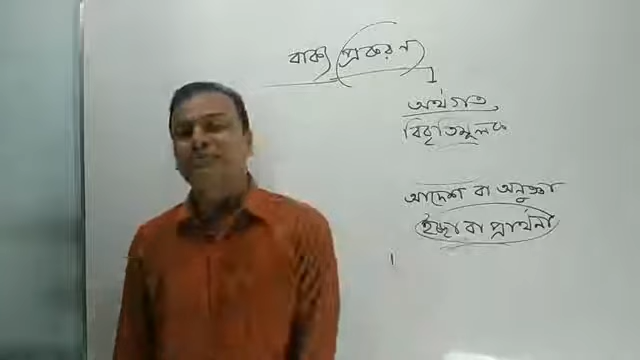 বাক্য প্রকরণ
অর্থগত
বিবৃতিমূলক
আদেশ বা অনুজ্ঞা
ইচ্ছা বা প্রার্থনা